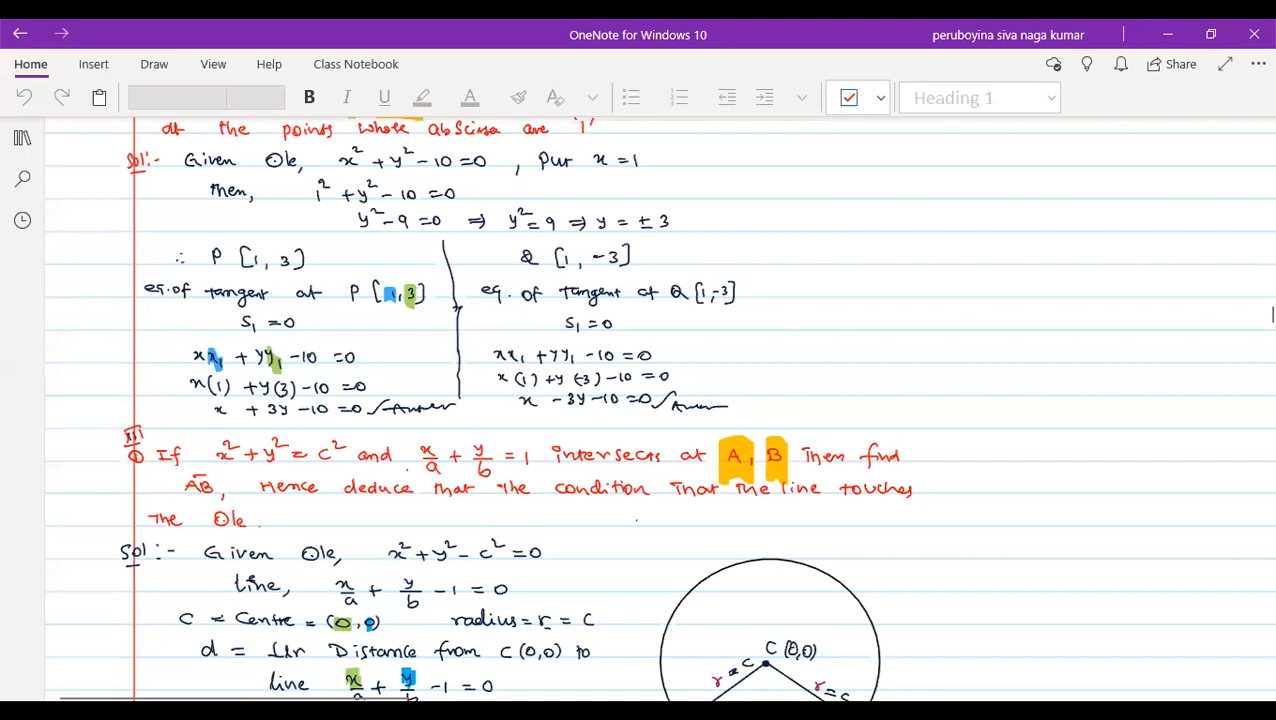 OneNote for Windows 10
peruboyina siva naga kumar
Home Insert Draw View Help Class Notebook
Share
B I U A
Heading 1
at the points whose abscissa are '1'
Sol:- Given Ole, x² + y² - 10 = 0 , Put x = 1
then, 1² + y² - 10 = 0
y² - 9 = 0 ⇒ y² = 9 ⇒ y = ± 3
∴ P [1, 3]
Q [1, -3]
eq. of tangent at P [1, 3]
eq. of tangent at Q [1, -3]
S₁ = 0
S₁ = 0
xx₁ + yy₁ - 10 = 0
xx₁ + yy₁ - 10 = 0
x(1) + y(3) - 10 = 0
x(1) + y(-3) - 10 = 0
x + 3y - 10 = 0 Answer
x - 3y - 10 = 0 Answer
III
① If x² + y² = c² and x/a + y/b = 1 intersects at A, B Then find
AB, Hence deduce that the condition That the line touches
the Ole.
Sol:- Given Ole, x² + y² - c² = 0
line, x/a + y/b - 1 = 0
C = Centre = (0, 0) radius = r = c
d = ⊥lr Distance from C(0,0) to
line x/a + y/b - 1 = 0
C (0,0)
r = c
r = c